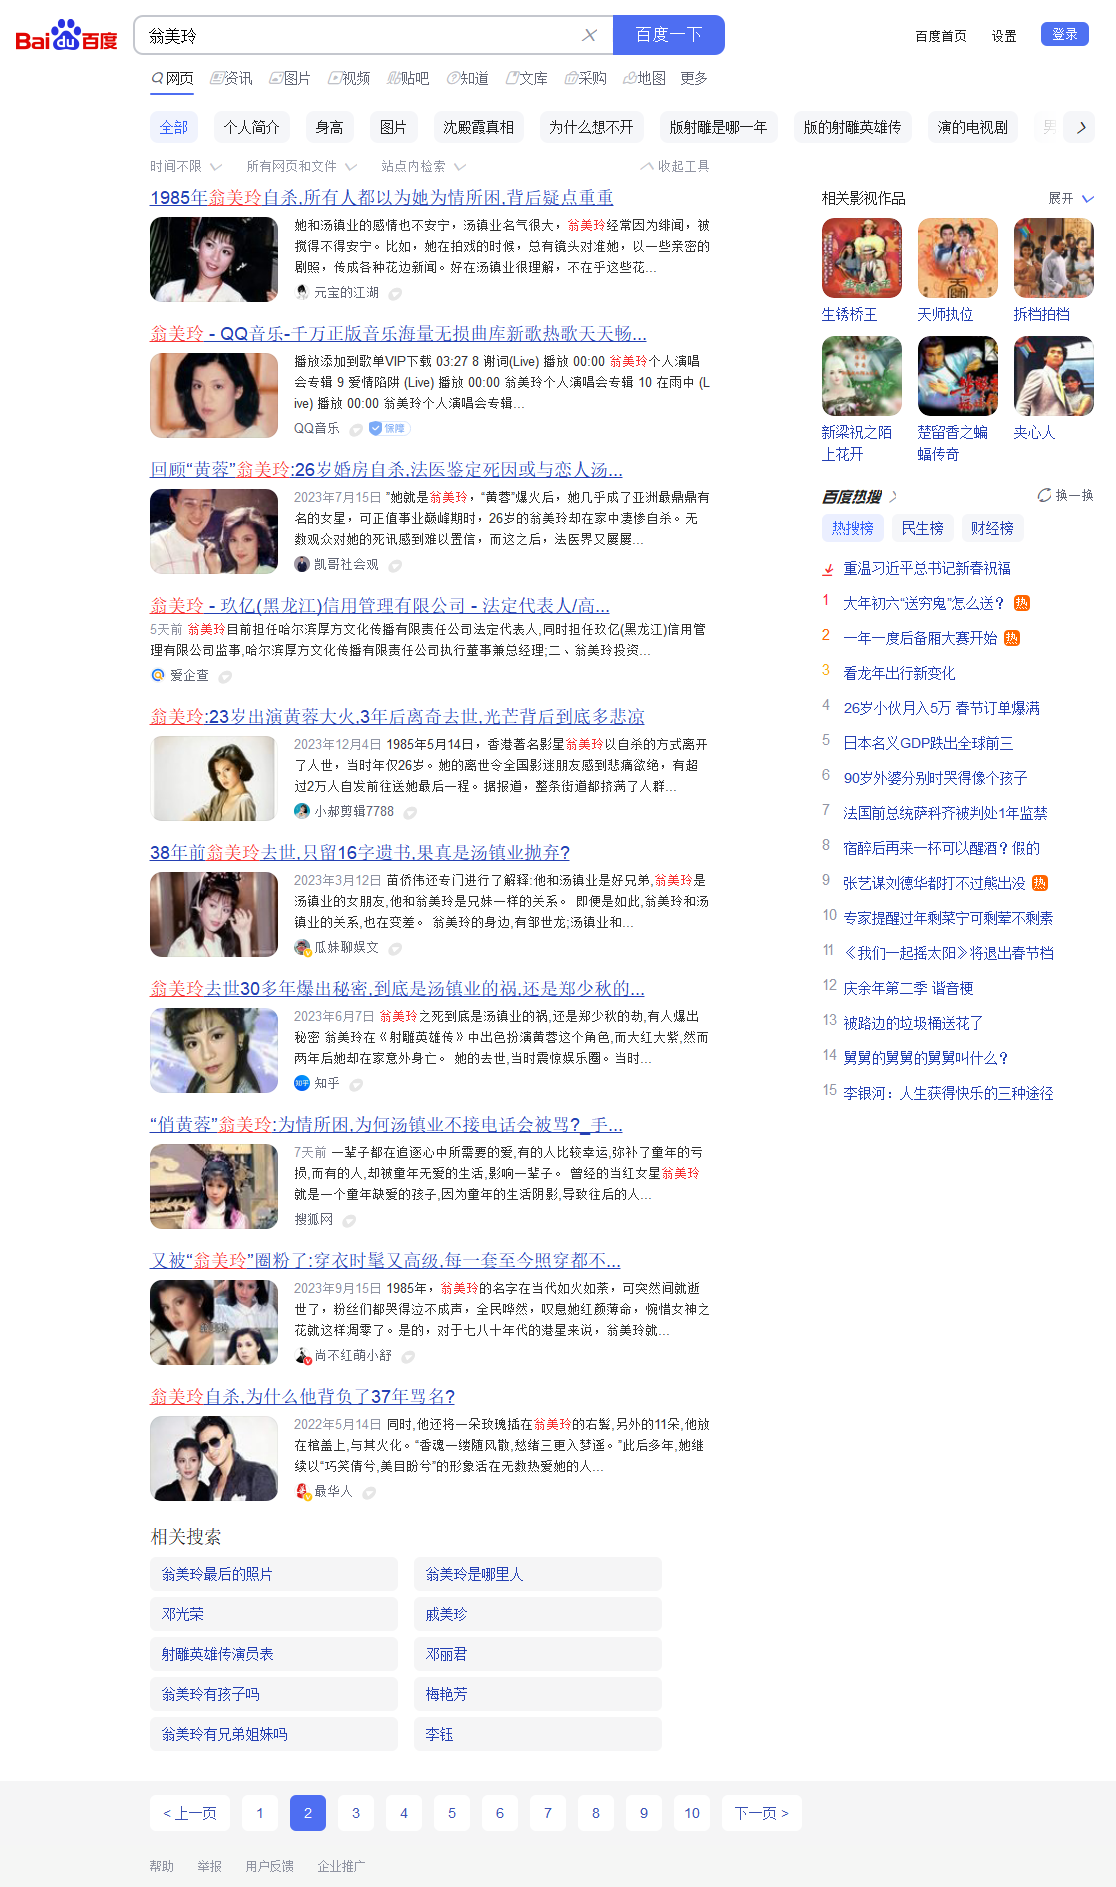 Bai du 百度
翁美玲
百度一下
百度首页 设置 登录
网页 资讯 图片 视频 贴吧 知道 文库 采购 地图 更多
全部 个人简介 身高 图片 沈殿霞真相 为什么想不开 版射雕是哪一年 版的射雕英雄传 演的电视剧 男
时间不限 所有网页和文件 站点内检索 收起工具
1985年翁美玲自杀,所有人都以为她为情所困,背后疑点重重
她和汤镇业的感情也不安宁，汤镇业名气很大，翁美玲经常因为绯闻，被
搅得不得安宁。比如，她在拍戏的时候，总有镜头对准她，以一些亲密的
剧照，传成各种花边新闻。好在汤镇业很理解，不在乎这些花...
元宝的江湖
翁美玲 - QQ音乐-千万正版音乐海量无损曲库新歌热歌天天畅...
播放添加到歌单VIP下载 03:27 8 谢词(Live) 播放 00:00 翁美玲个人演唱
会专辑 9 爱情陷阱 (Live) 播放 00:00 翁美玲个人演唱会专辑 10 在雨中 (L
ive) 播放 00:00 翁美玲个人演唱会专辑...
QQ音乐 保障
回顾“黄蓉”翁美玲:26岁婚房自杀,法医鉴定死因或与恋人汤...
2023年7月15日 ”她就是翁美玲，“黄蓉”爆火后，她几乎成了亚洲最鼎鼎有
名的女星，可正值事业巅峰期时，26岁的翁美玲却在家中凄惨自杀。无
数观众对她的死讯感到难以置信，而这之后，法医界又屡屡...
凯哥社会观
翁美玲 - 玖亿(黑龙江)信用管理有限公司 - 法定代表人/高...
5天前 翁美玲目前担任哈尔滨厚方文化传播有限责任公司法定代表人,同时担任玖亿(黑龙江)信用管
理有限公司监事,哈尔滨厚方文化传播有限责任公司执行董事兼总经理;二、翁美玲投资...
爱企查
翁美玲:23岁出演黄蓉大火,3年后离奇去世,光芒背后到底多悲凉
2023年12月4日 1985年5月14日，香港著名影星翁美玲以自杀的方式离开
了人世，当时年仅26岁。她的离世令全国影迷朋友感到悲痛欲绝，有超
过2万人自发前往送她最后一程。据报道，整条街道都挤满了人群...
小郝剪辑7788
38年前翁美玲去世,只留16字遗书,果真是汤镇业抛弃?
2023年3月12日 苗侨伟还专门进行了解释:他和汤镇业是好兄弟,翁美玲是
汤镇业的女朋友,他和翁美玲是兄妹一样的关系。 即便是如此,翁美玲和汤
镇业的关系,也在变差。 翁美玲的身边,有邹世龙;汤镇业和...
瓜妹聊娱文
翁美玲去世30多年爆出秘密,到底是汤镇业的祸,还是郑少秋的...
2023年6月7日 翁美玲之死到底是汤镇业的祸,还是郑少秋的劫,有人爆出
秘密 翁美玲在《射雕英雄传》中出色扮演黄蓉这个角色,而大红大紫,然而
两年后她却在家意外身亡。 她的去世,当时震惊娱乐圈。当时...
知乎 知乎
“俏黄蓉”翁美玲:为情所困,为何汤镇业不接电话会被骂?_手...
7天前 一辈子都在追逐心中所需要的爱,有的人比较幸运,弥补了童年的亏
损,而有的人,却被童年无爱的生活,影响一辈子。 曾经的当红女星翁美玲
就是一个童年缺爱的孩子,因为童年的生活阴影,导致往后的人...
搜狐网
又被“翁美玲”圈粉了:穿衣时髦又高级,每一套至今照穿都不...
2023年9月15日 1985年，翁美玲的名字在当代如火如荼，可突然间就逝
世了，粉丝们都哭得泣不成声，全民哗然，叹息她红颜薄命，惋惜女神之
花就这样凋零了。是的，对于七八十年代的港星来说，翁美玲就...
尚不红萌小舒
翁美玲自杀,为什么他背负了37年骂名?
2022年5月14日 同时,他还将一朵玫瑰插在翁美玲的右鬓,另外的11朵,他放
在棺盖上,与其火化。“香魂一缕随风散,愁绪三更入梦遥。”此后多年,她继
续以“巧笑倩兮,美目盼兮”的形象活在无数热爱她的人...
最华人
相关搜索
翁美玲最后的照片 翁美玲是哪里人
邓光荣 戚美珍
射雕英雄传演员表 邓丽君
翁美玲有孩子吗 梅艳芳
翁美玲有兄弟姐妹吗 李钰
相关影视作品 展开
生锈桥王 天师执位 拆档拍档
新梁祝之陌
上花开
楚留香之蝙
蝠传奇
夹心人
百度热搜 换一换
热搜榜 民生榜 财经榜
重温习近平总书记新春祝福
1 大年初六“送穷鬼”怎么送？ 热
2 一年一度后备厢大赛开始 热
3 看龙年出行新变化
4 26岁小伙月入5万 春节订单爆满
5 日本名义GDP跌出全球前三
6 90岁外婆分别时哭得像个孩子
7 法国前总统萨科齐被判处1年监禁
8 宿醉后再来一杯可以醒酒？假的
9 张艺谋刘德华都打不过熊出没 热
10 专家提醒过年剩菜宁可剩荤不剩素
11 《我们一起摇太阳》将退出春节档
12 庆余年第二季 谐音梗
13 被路边的垃圾桶送花了
14 舅舅的舅舅的舅舅叫什么？
15 李银河：人生获得快乐的三种途径
< 上一页 1 2 3 4 5 6 7 8 9 10 下一页 >
帮助 举报 用户反馈 企业推广